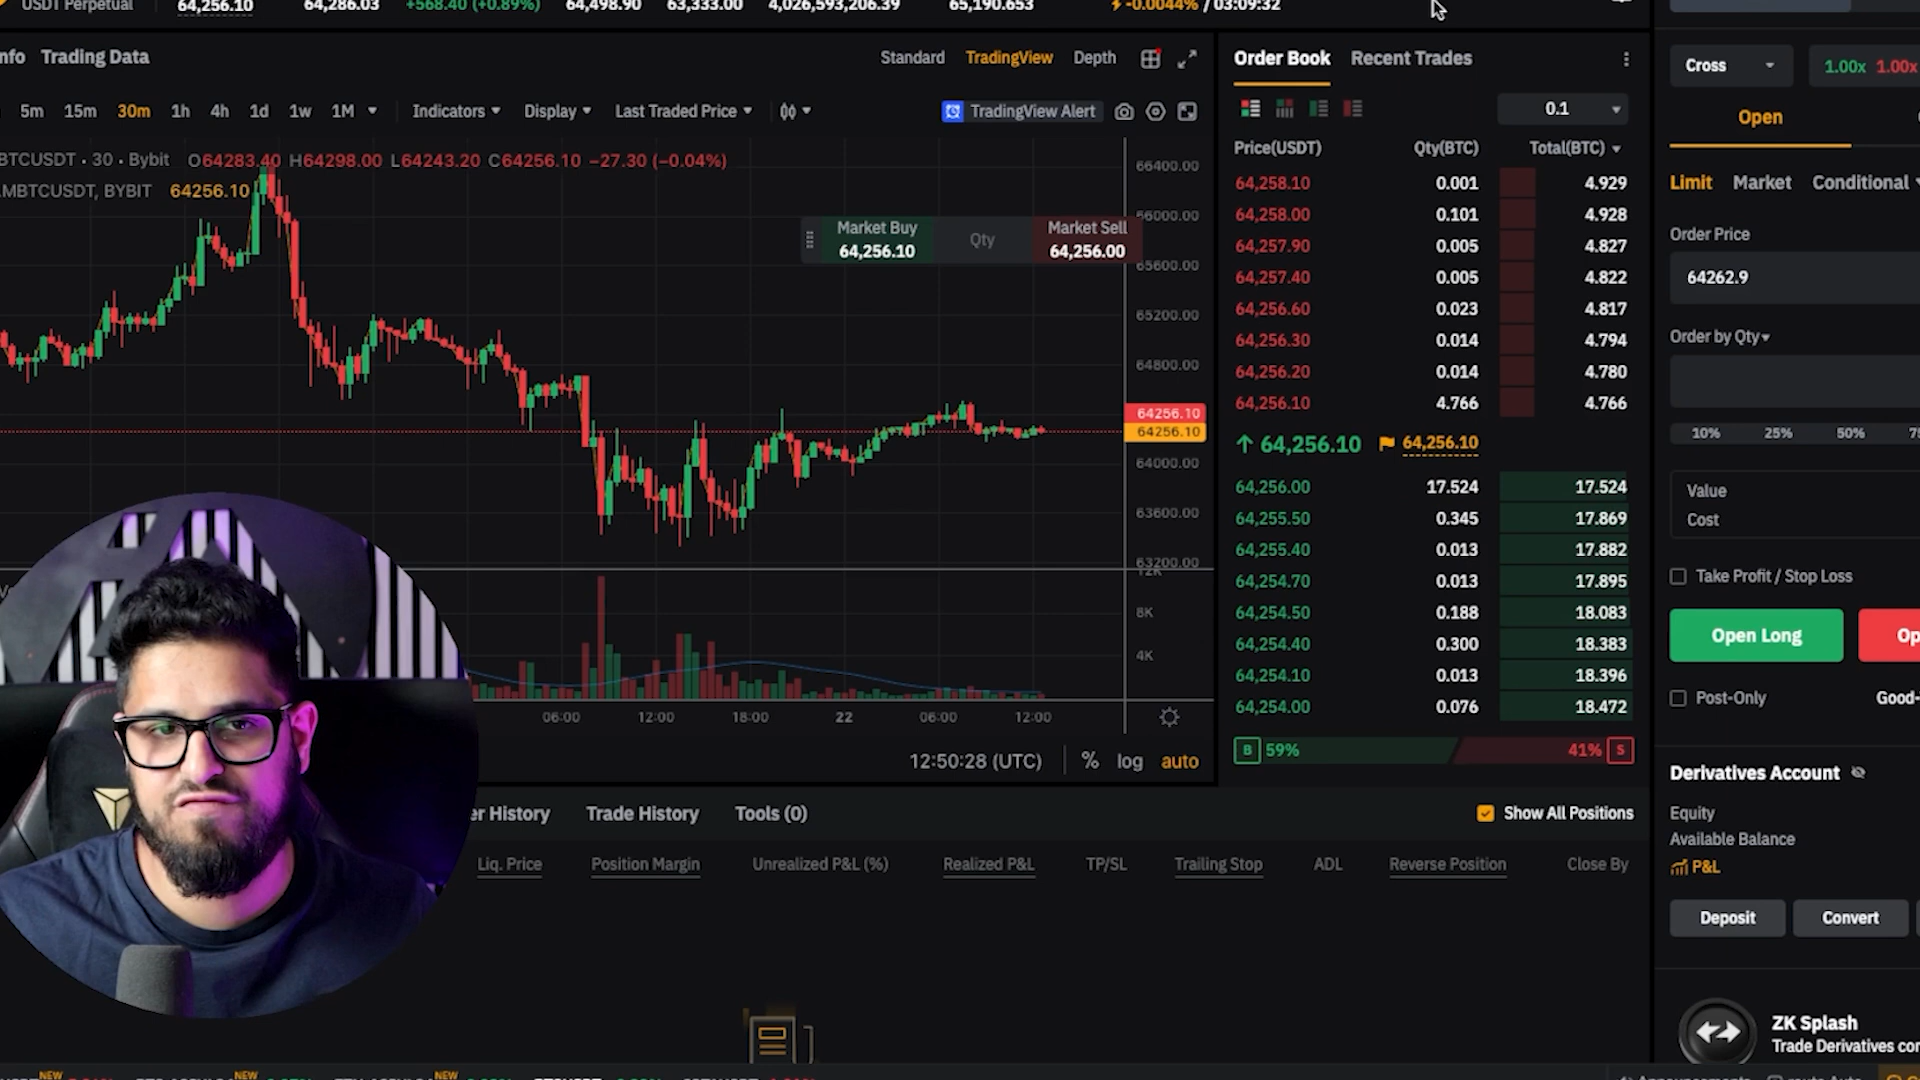 USDT Perpetual 64,256.10 64,286.03 +568.40 (+0.89%) 64,498.90 63,333.00 4,026,593,206.39 65,190.653 -0.0044% / 03:09:32
nfo Trading Data Standard TradingView Depth
5m 15m 30m 1h 4h 1d 1w 1M Indicators Display Last Traded Price TradingView Alert
BTCUSDT · 30 · Bybit O64283.40 H64298.00 L64243.20 C64256.10 −27.30 (−0.04%)
.MBTCUSDT, BYBIT 64256.10
Market Buy
64,256.10
Qty
Market Sell
64,256.00
66400.00
66000.00
65600.00
65200.00
64800.00
64256.10
64256.10
64000.00
63600.00
63200.00
12K
8K
4K
06:00 12:00 18:00 22 06:00 12:00
12:50:28 (UTC) % log auto
Order Book Recent Trades
0.1
Price(USDT) Qty(BTC) Total(BTC)
64,258.10 0.001 4.929
64,258.00 0.101 4.928
64,257.90 0.005 4.827
64,257.40 0.005 4.822
64,256.60 0.023 4.817
64,256.30 0.014 4.794
64,256.20 0.014 4.780
64,256.10 4.766 4.766
64,256.10 64,256.10
64,256.00 17.524 17.524
64,255.50 0.345 17.869
64,255.40 0.013 17.882
64,254.70 0.013 17.895
64,254.50 0.188 18.083
64,254.40 0.300 18.383
64,254.10 0.013 18.396
64,254.00 0.076 18.472
B 59% 41% S
Cross 1.00x 1.00x
Open
Limit Market Conditional
Order Price
64262.9
Order by Qty
10% 25% 50%
Value
Cost
Take Profit / Stop Loss
Open Long Op
Post-Only Good-
Derivatives Account
Equity
Available Balance
P&L
Deposit Convert
ZK Splash
Trade Derivatives con
er History Trade History Tools (0) Show All Positions
Liq. Price Position Margin Unrealized P&L (%) Realized P&L TP/SL Trailing Stop ADL Reverse Position Close By
NEW NEW NEW